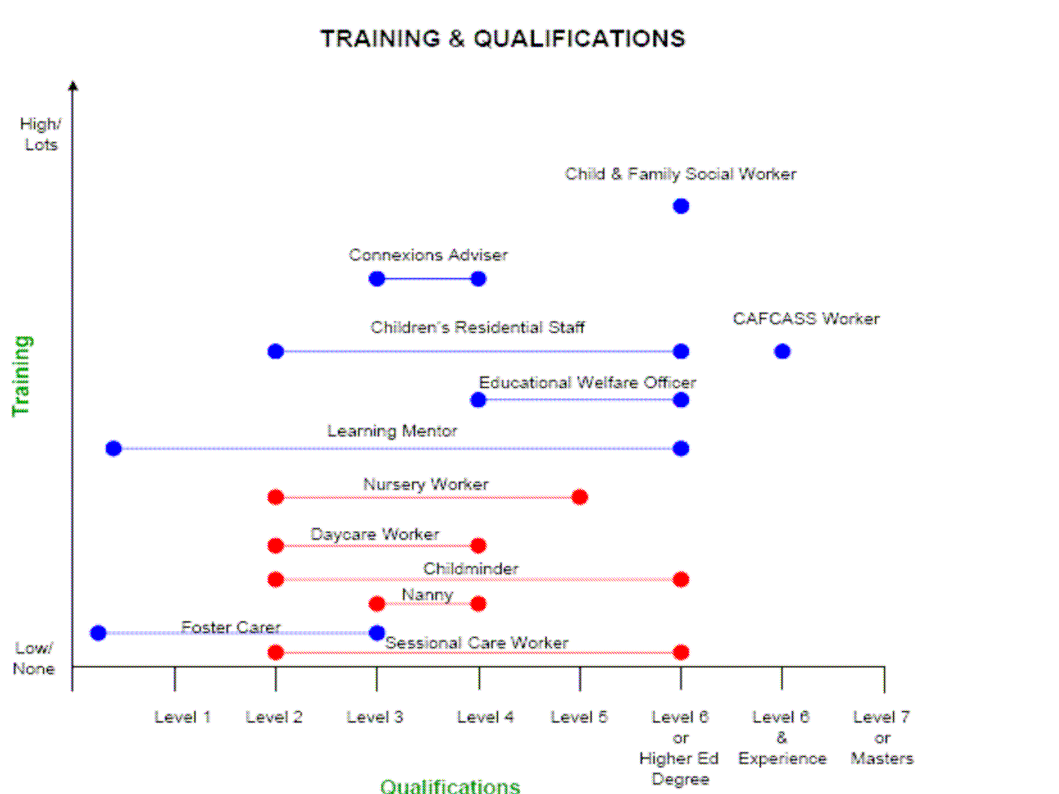 TRAINING & QUALIFICATIONS
High/
Lots
Child & Family Social Worker
Connexions Adviser
CAFCASS Worker
Children's Residential Staff
Training
Educational Welfare Officer
Learning Mentor
Nursery Worker
Daycare Worker
Childminder
Nanny
Foster Carer
Sessional Care Worker
Low/
None
Level 1
Level 2
Level 3
Level 4
Level 5
Level 6
or
Higher Ed
Degree
Level 6
&
Experience
Level 7
or
Masters
Qualifications